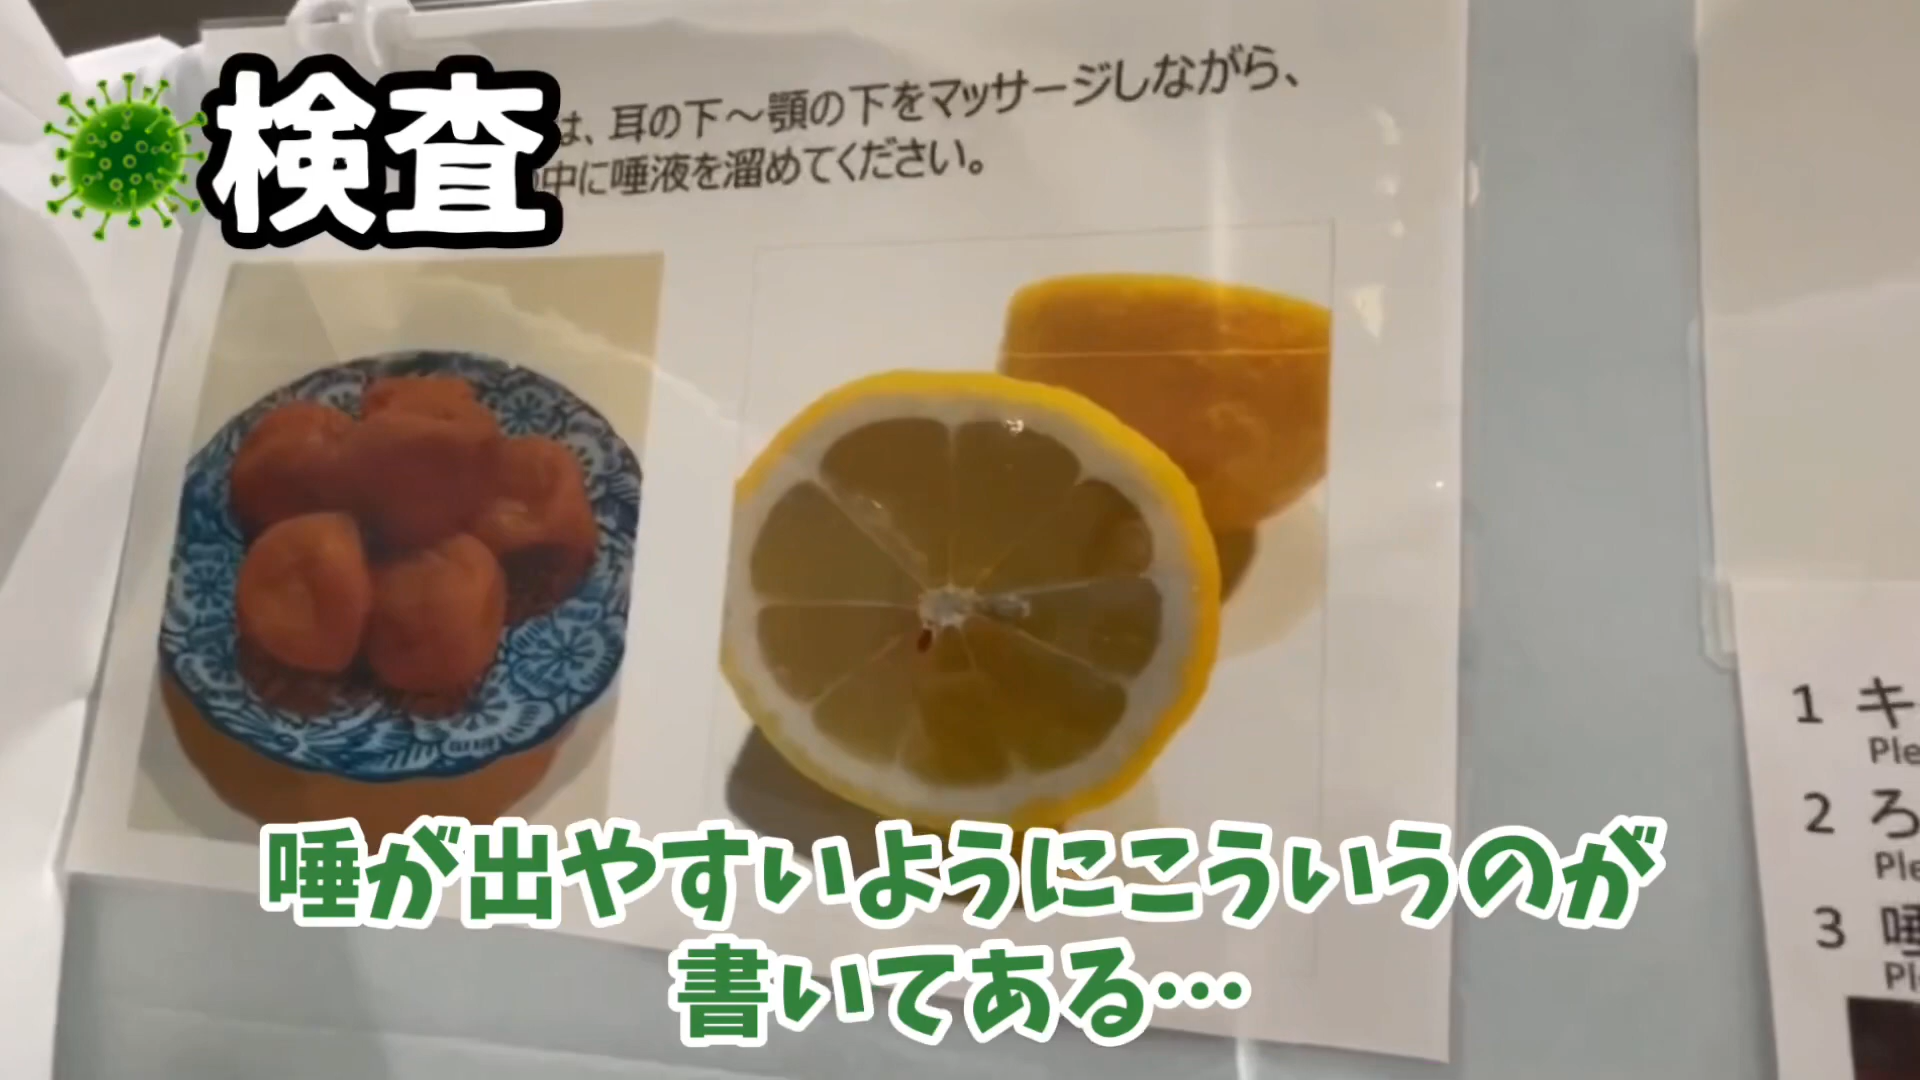 検査
は、耳の下～顎の下をマッサージしながら、
中に唾液を溜めてください。
1 キ
Ple
2 ろ
Ple
3 唾
Pl
唾が出やすいようにこういうのが
書いてある…